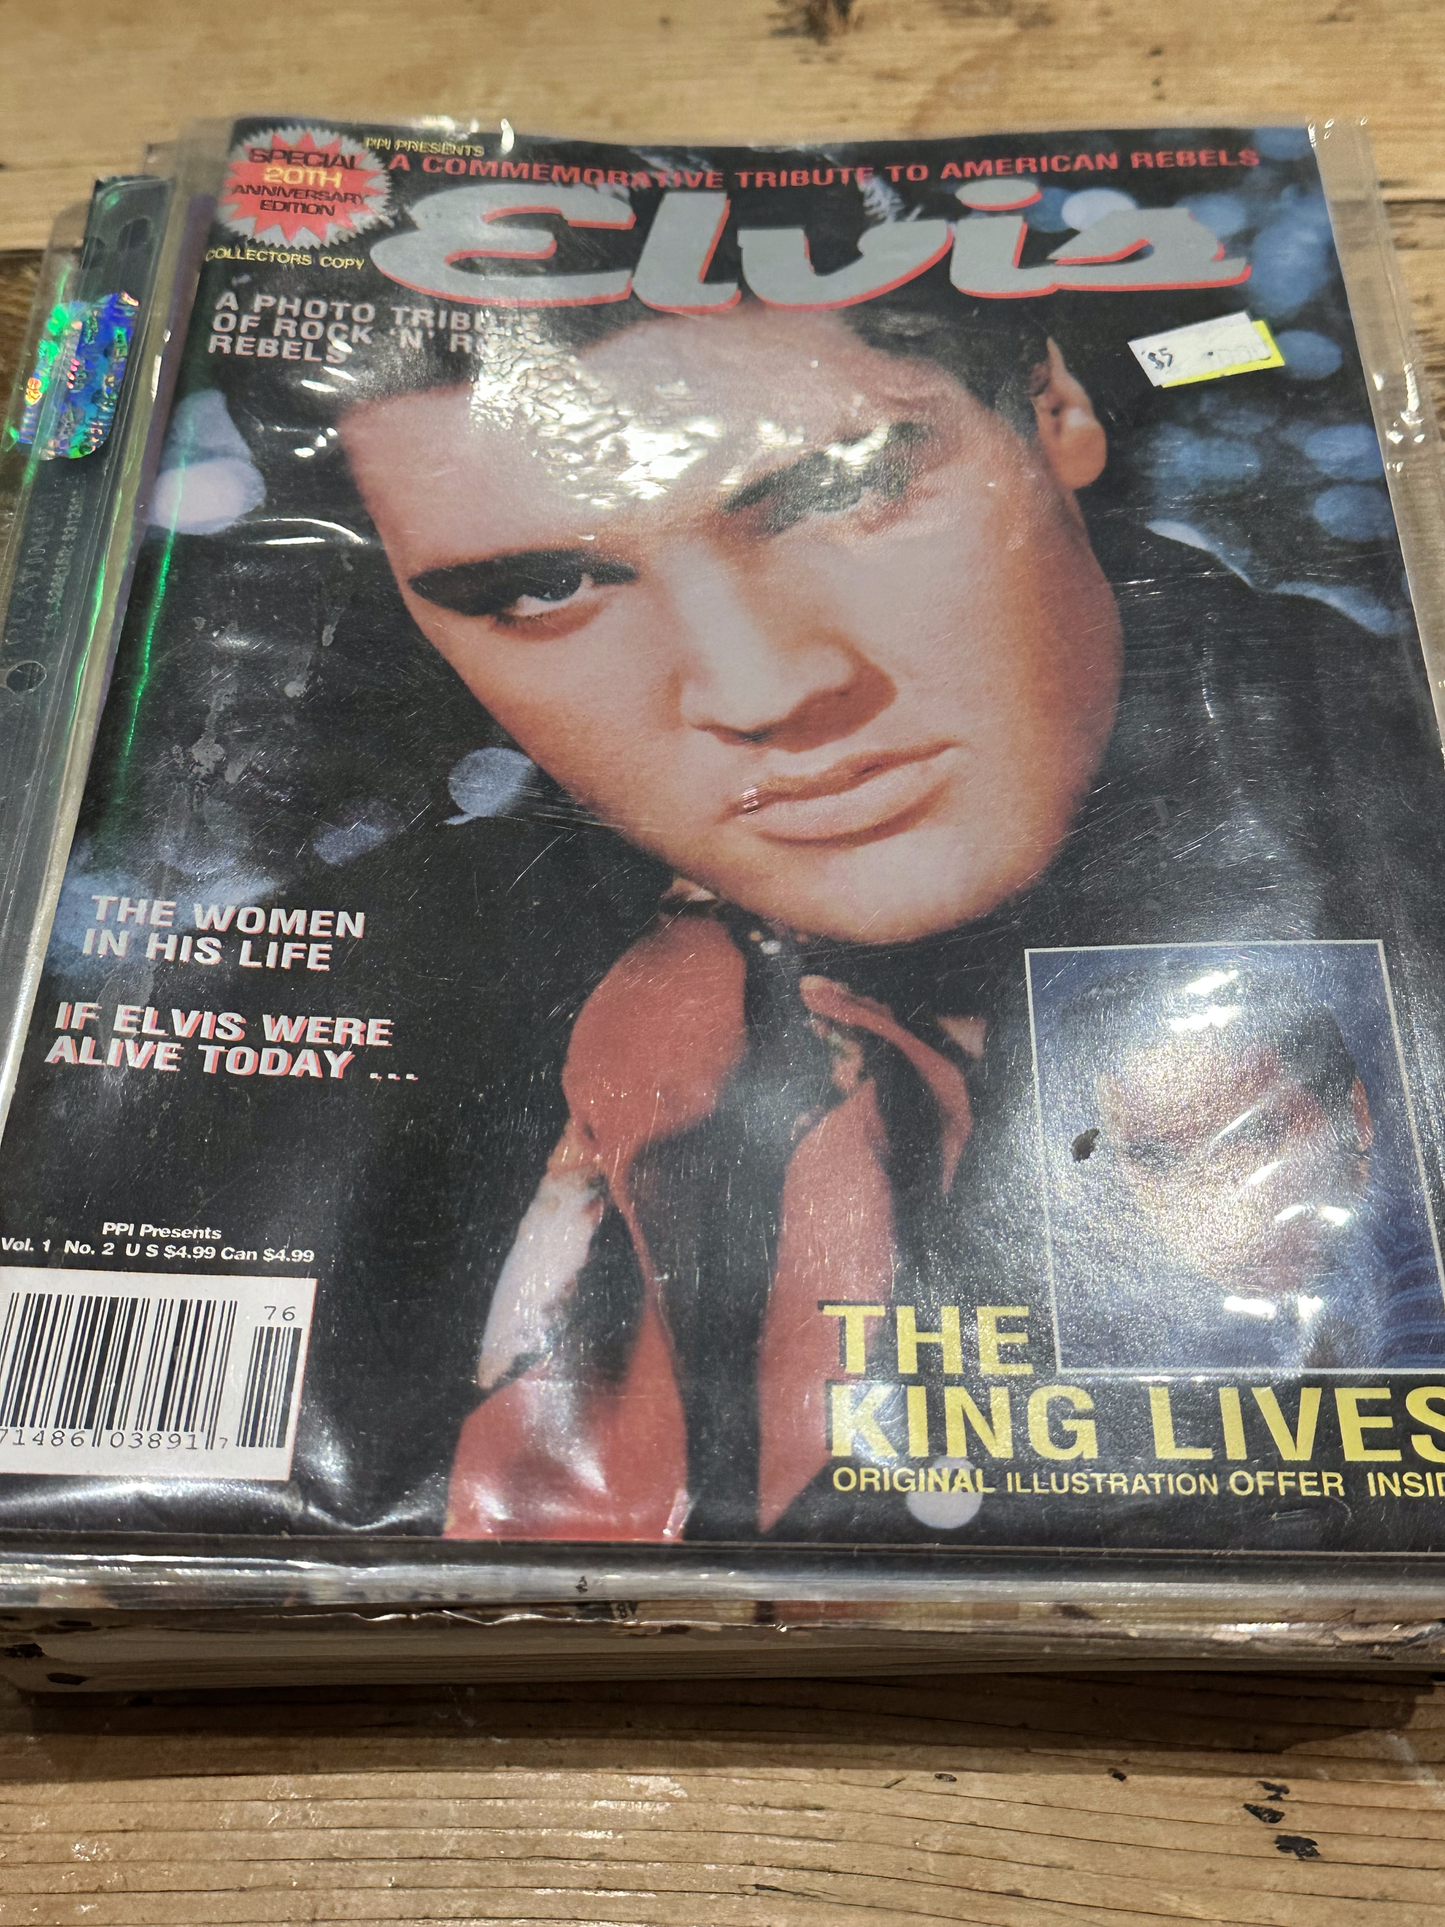 SPECIAL
20TH
ANNIVERSARY
EDITION
COLLECTORS COPY
PPI PRESENTS
A COMMEMORATIVE TRIBUTE TO AMERICAN REBELS
Elvis
A PHOTO TRIBUTE
OF ROCK 'N' R
REBELS
$5
THE WOMEN
IN HIS LIFE
IF ELVIS WERE
ALIVE TODAY ...
PPI Presents
Vol. 1 No. 2 U S $4.99 Can $4.99
76
71486 03891 7
THE
KING LIVES
ORIGINAL ILLUSTRATION OFFER INSID